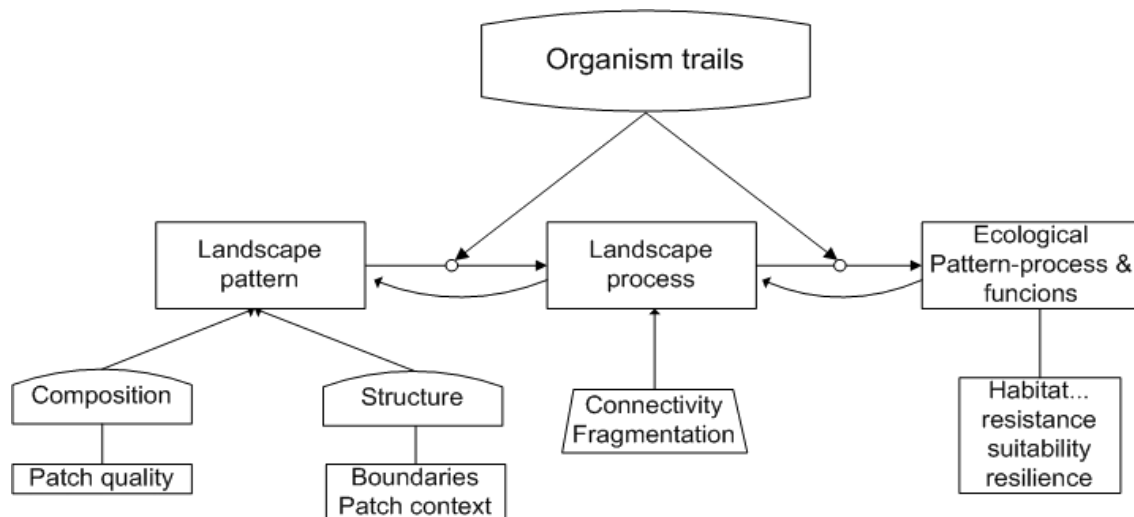 Organism trails
Landscape
pattern
Landscape
process
Ecological
Pattern-process &
funcions
Composition
Structure
Connectivity
Fragmentation
Habitat...
resistance
suitability
resilience
Patch quality
Boundaries
Patch context